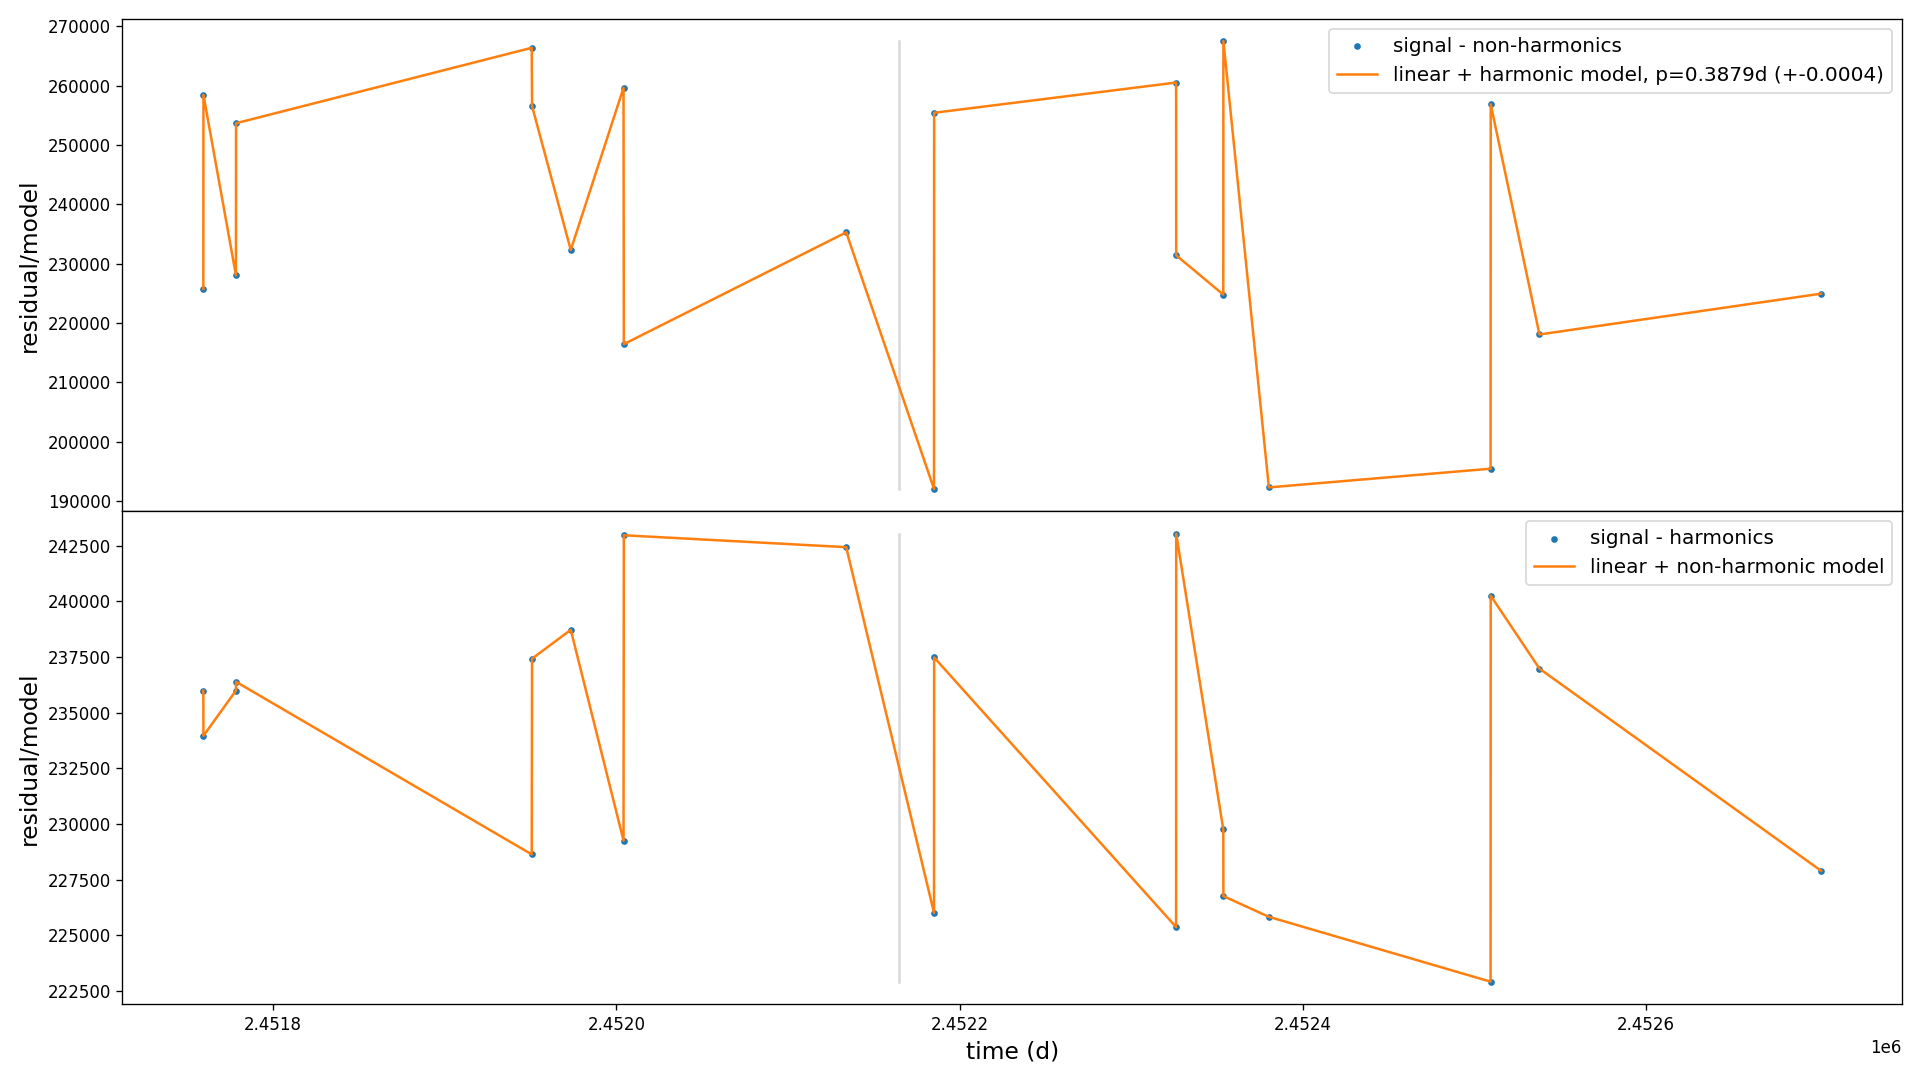 270000
260000
250000
240000
230000
220000
210000
200000
190000
residual/model
signal - non-harmonics
linear + harmonic model, p=0.3879d (+-0.0004)
242500
240000
237500
235000
232500
230000
227500
225000
222500
residual/model
signal - harmonics
linear + non-harmonic model
2.4518 2.4520 2.4522 2.4524 2.4526
time (d)
1e6